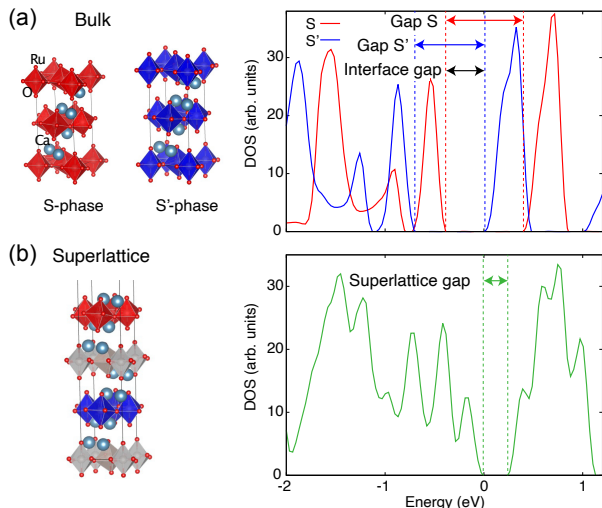 (a)
Bulk
Ru
O
Ca
S-phase
S'-phase
S
S'
Gap S
Gap S'
Interface gap
DOS (arb. units)
30
20
10
0
(b)
Superlattice
Superlattice gap
DOS (arb. units)
30
20
10
0
-2
-1
0
1
Energy (eV)